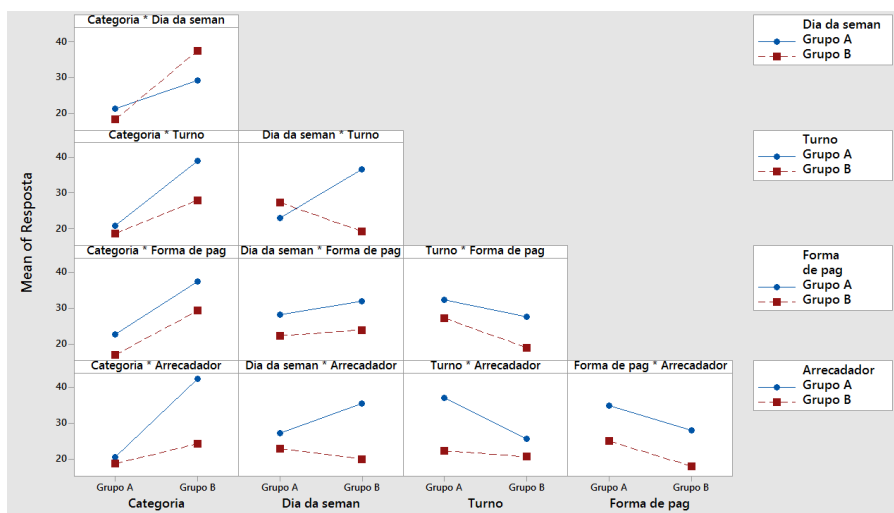 Categoria * Dia da seman
Dia da seman
Grupo A
Grupo B
40
30
20
Categoria * Turno
Dia da seman * Turno
Turno
Grupo A
Grupo B
40
30
20
Mean of Resposta
Categoria * Forma de pag
Dia da seman * Forma de pag
Turno * Forma de pag
Forma
de pag
Grupo A
Grupo B
40
30
20
Categoria * Arrecadador
Dia da seman * Arrecadador
Turno * Arrecadador
Forma de pag * Arrecadador
Arrecadador
Grupo A
Grupo B
40
30
20
Grupo A Grupo B Grupo A Grupo B Grupo A Grupo B Grupo A Grupo B
Categoria Dia da seman Turno Forma de pag